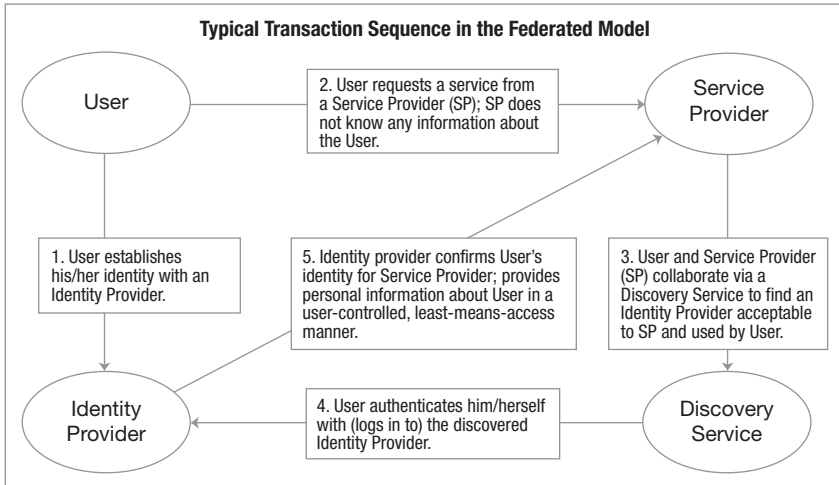 Typical Transaction Sequence in the Federated Model
User
2. User requests a service from
a Service Provider (SP); SP does
not know any information about
the User.
Service
Provider
1. User establishes
his/her identity with an
Identity Provider.
5. Identity provider confirms User's
identity for Service Provider; provides
personal information about User in a
user-controlled, least-means-access
manner.
3. User and Service Provider
(SP) collaborate via a
Discovery Service to find an
Identity Provider acceptable
to SP and used by User.
Identity
Provider
4. User authenticates him/herself
with (logs in to) the discovered
Identity Provider.
Discovery
Service